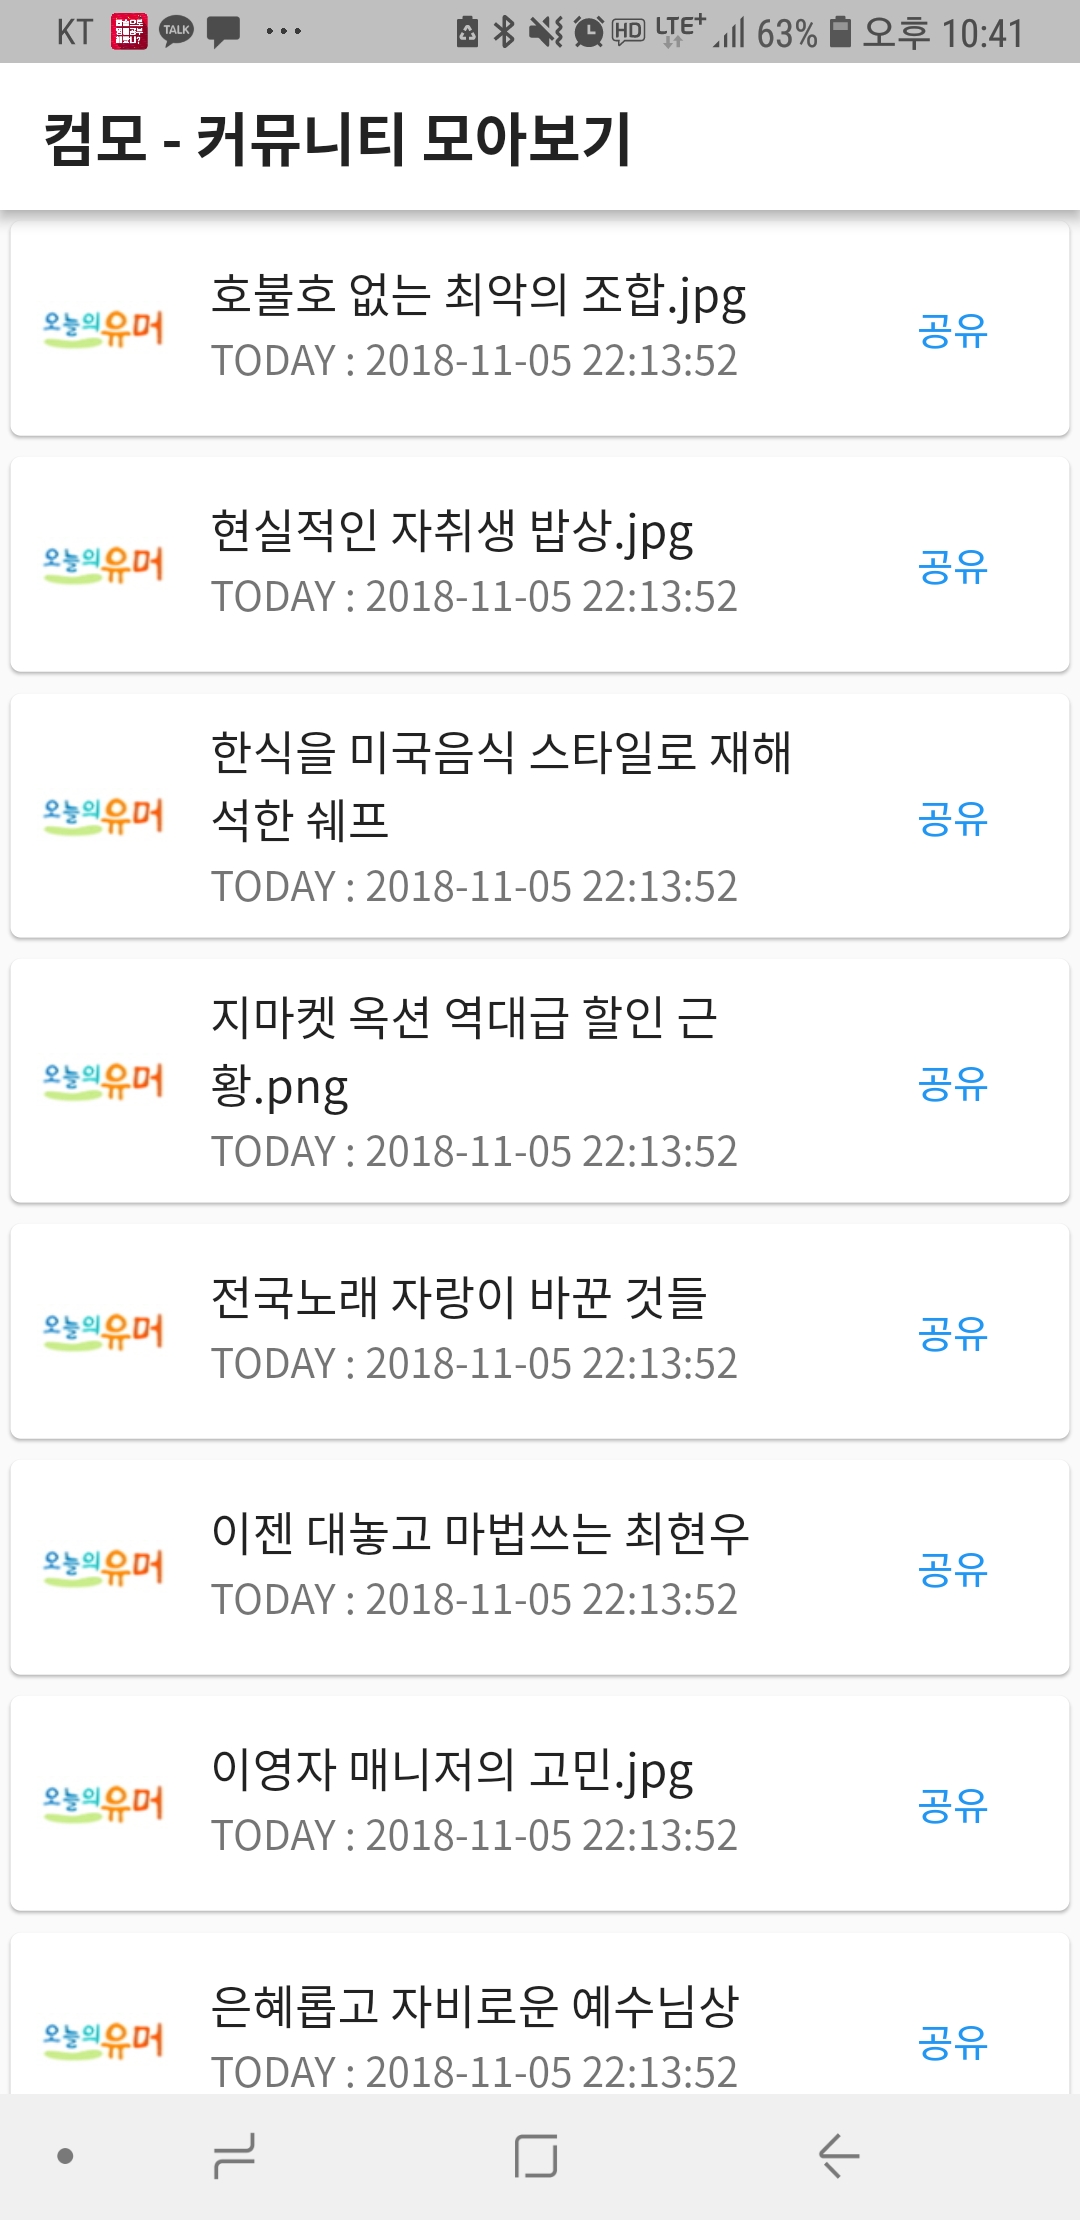 KT TALK HD LTE+ 63% 오후 10:41
컴모 - 커뮤니티 모아보기
호불호 없는 최악의 조합.jpg
오늘의유머
TODAY : 2018-11-05 22:13:52
공유
현실적인 자취생 밥상.jpg
오늘의유머
TODAY : 2018-11-05 22:13:52
공유
한식을 미국음식 스타일로 재해
석한 쉐프
오늘의유머
TODAY : 2018-11-05 22:13:52
공유
지마켓 옥션 역대급 할인 근
황.png
오늘의유머
TODAY : 2018-11-05 22:13:52
공유
전국노래 자랑이 바꾼 것들
오늘의유머
TODAY : 2018-11-05 22:13:52
공유
이젠 대놓고 마법쓰는 최현우
오늘의유머
TODAY : 2018-11-05 22:13:52
공유
이영자 매니저의 고민.jpg
오늘의유머
TODAY : 2018-11-05 22:13:52
공유
은혜롭고 자비로운 예수님상
오늘의유머
TODAY : 2018-11-05 22:13:52
공유